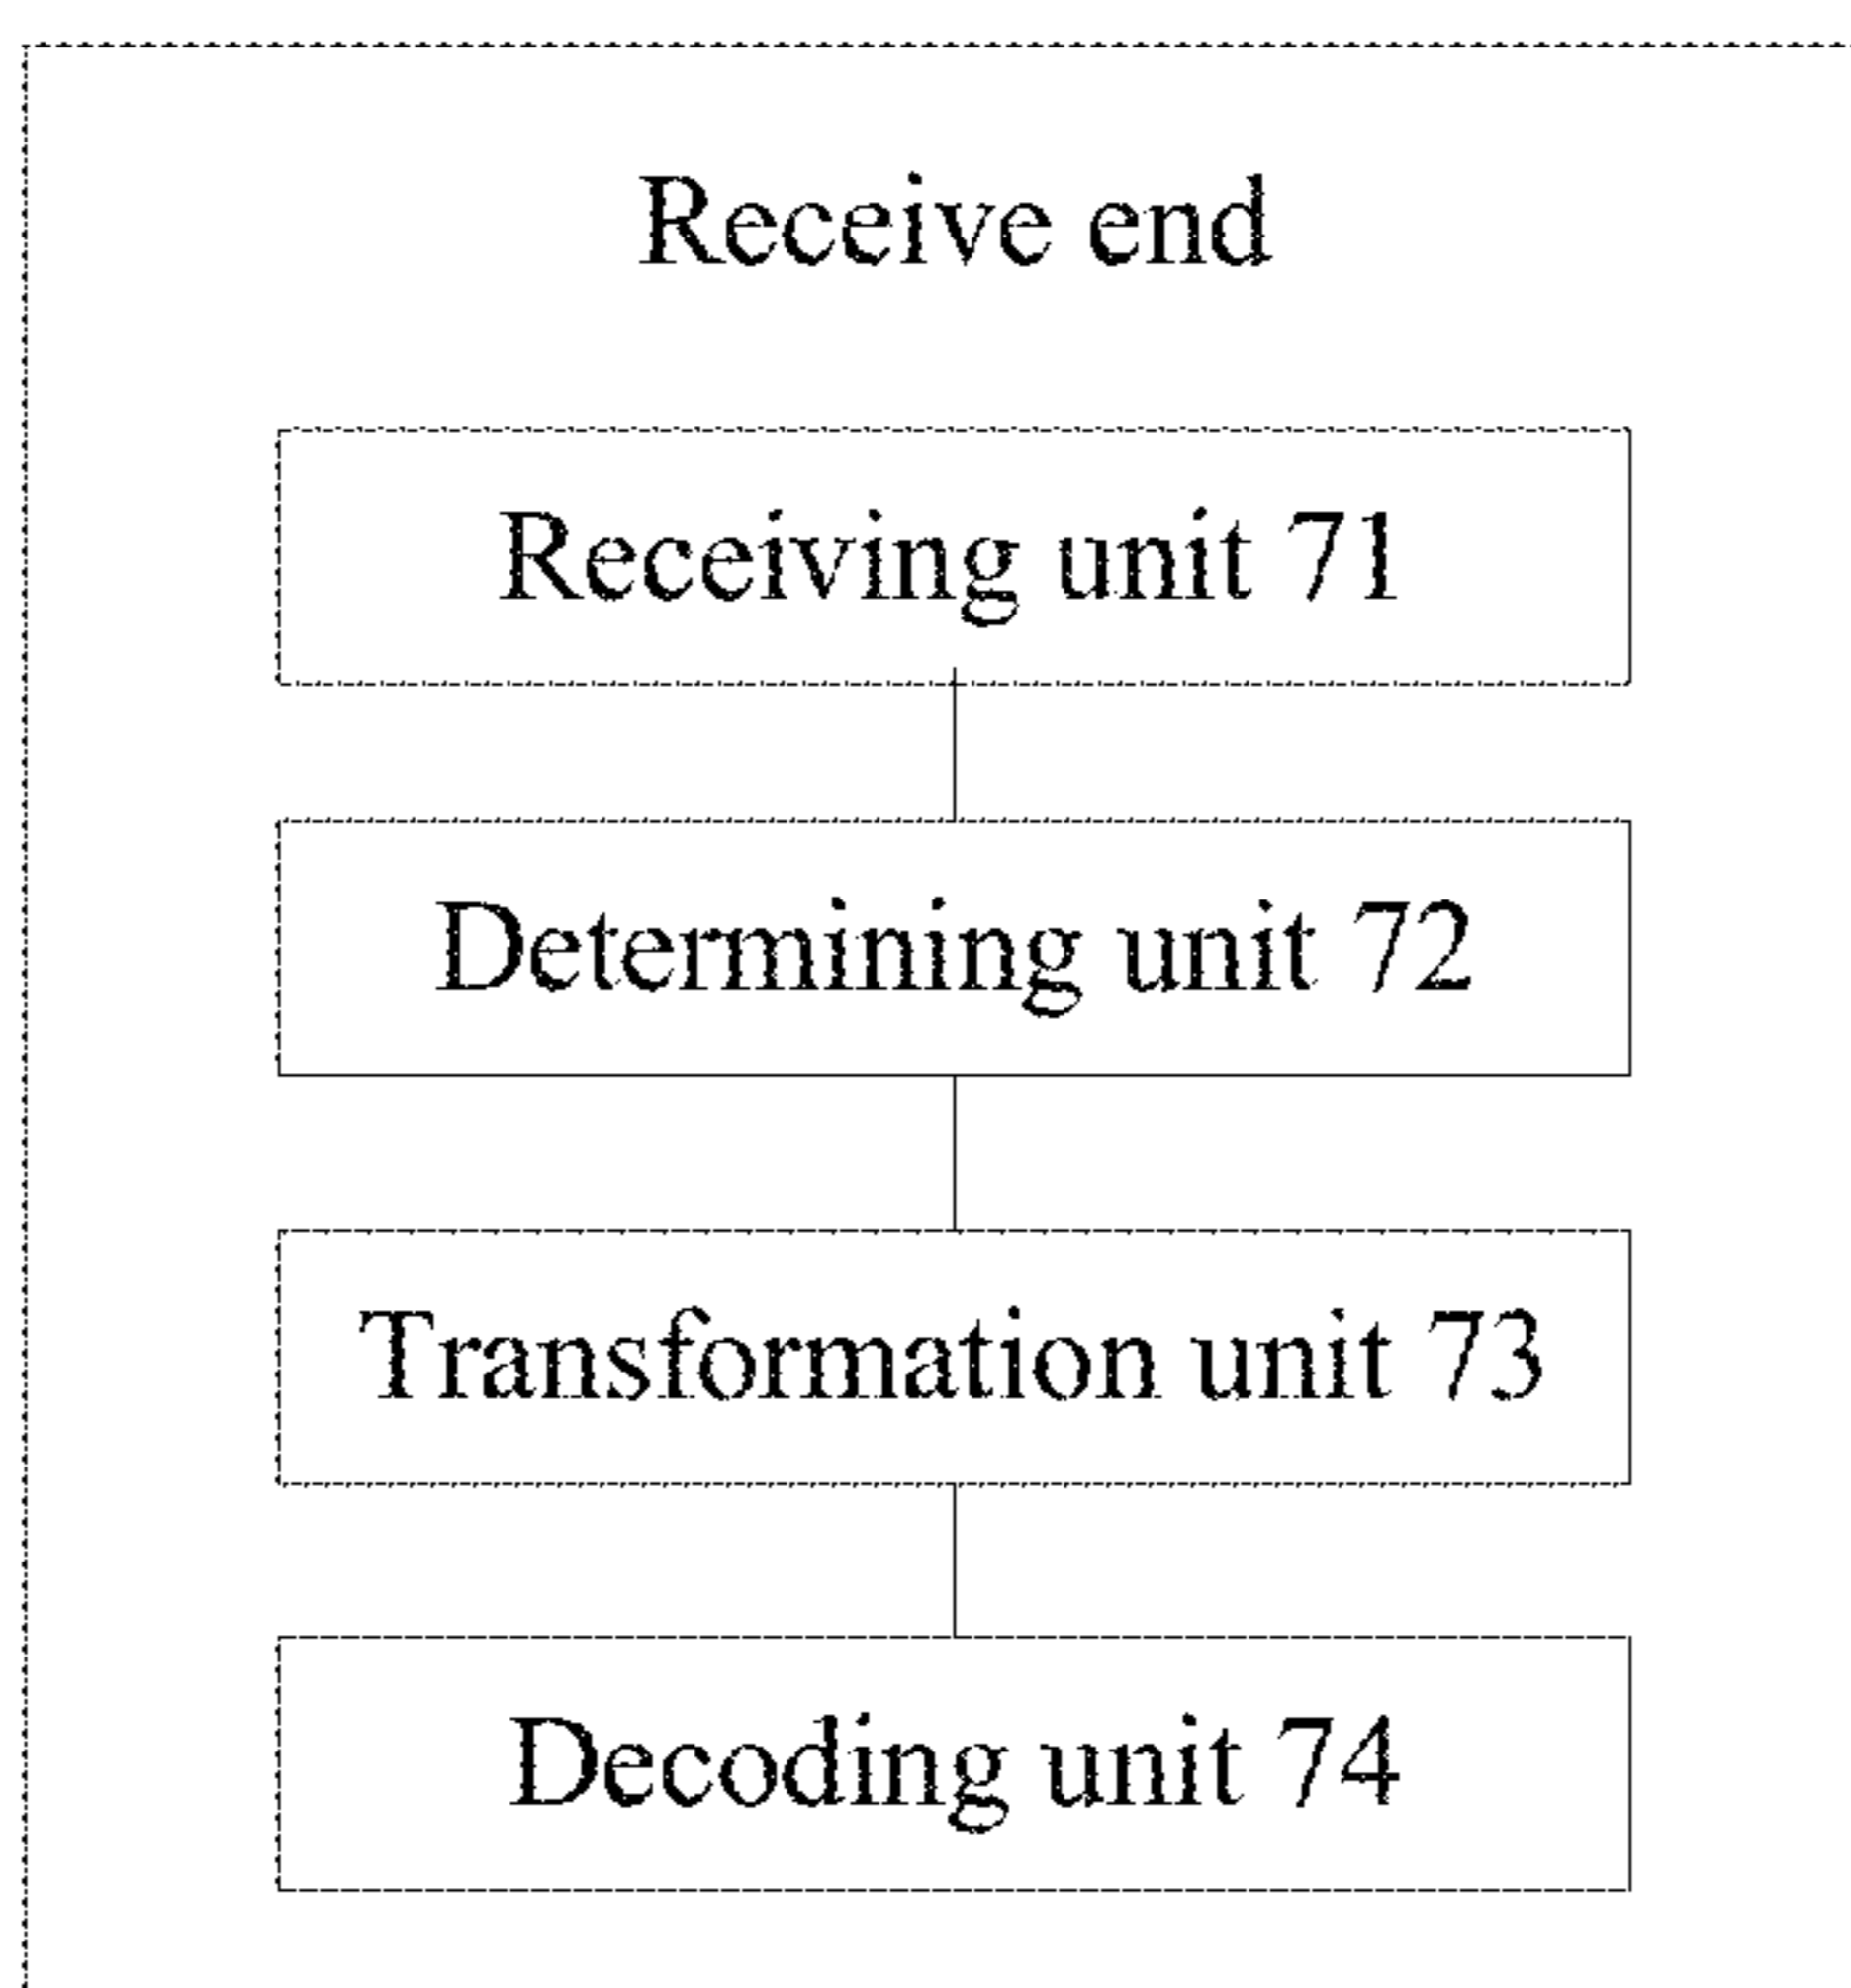 Receive end
Receiving unit 71
Determining unit 72
Transformation unit 73
Decoding unit 74